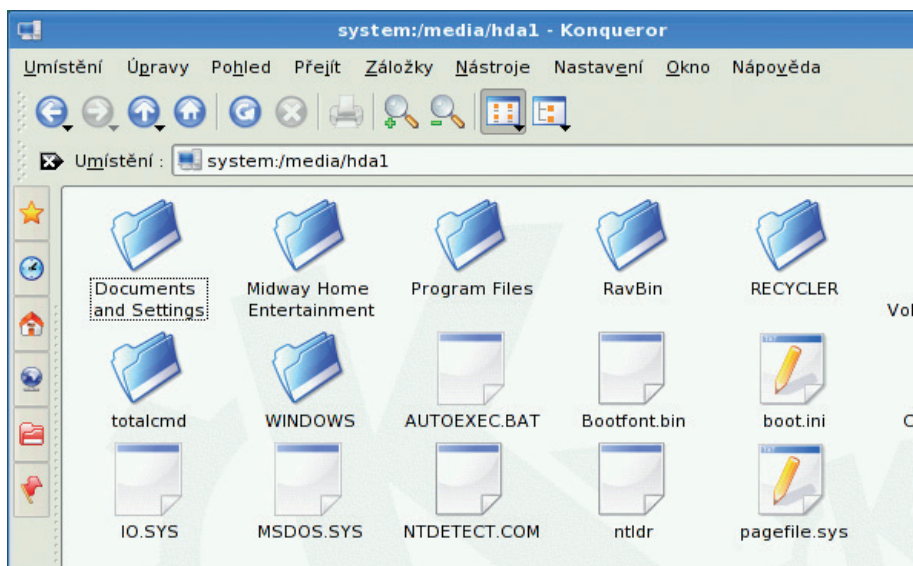 system:/media/hda1 - Konqueror
Umístění Úpravy Pohled Přejít Záložky Nástroje Nastavení Okno Nápověda
Umístění : system:/media/hda1
Documents and Settings
Midway Home Entertainment
Program Files
RavBin
RECYCLER
Vol
totalcmd
WINDOWS
AUTOEXEC.BAT
Bootfont.bin
boot.ini
C
IO.SYS
MSDOS.SYS
NTDETECT.COM
ntldr
pagefile.sys